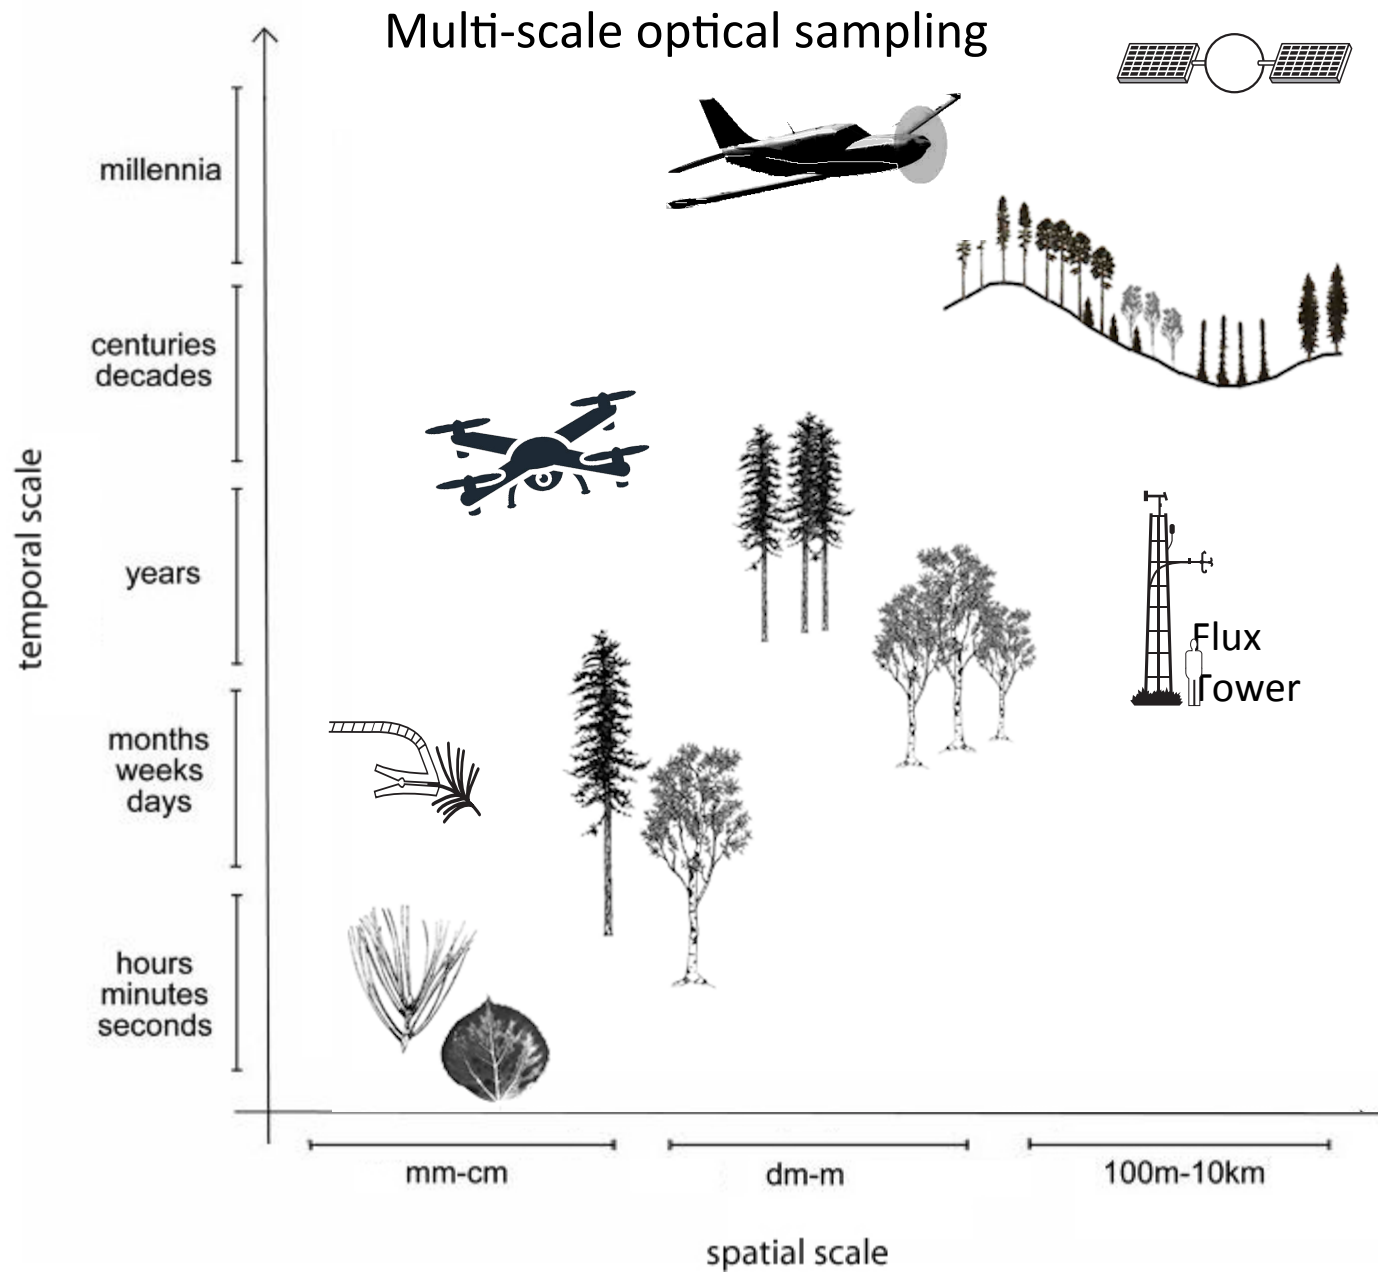 Multi-scale optical sampling
millennia
centuries
decades
temporal scale
years
Flux
Tower
months
weeks
days
hours
minutes
seconds
mm-cm
dm-m
100m-10km
spatial scale